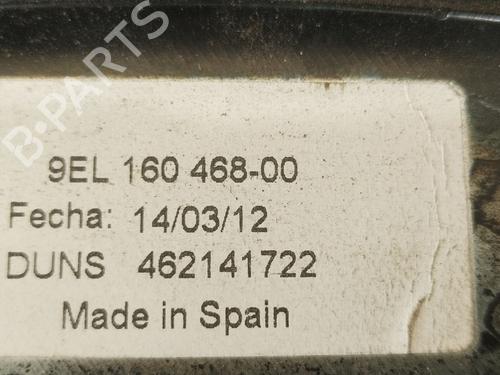 B-PARTS
9EL 160 468-00
Fecha: 14/03/12
DUNS 462141722
Made in Spain